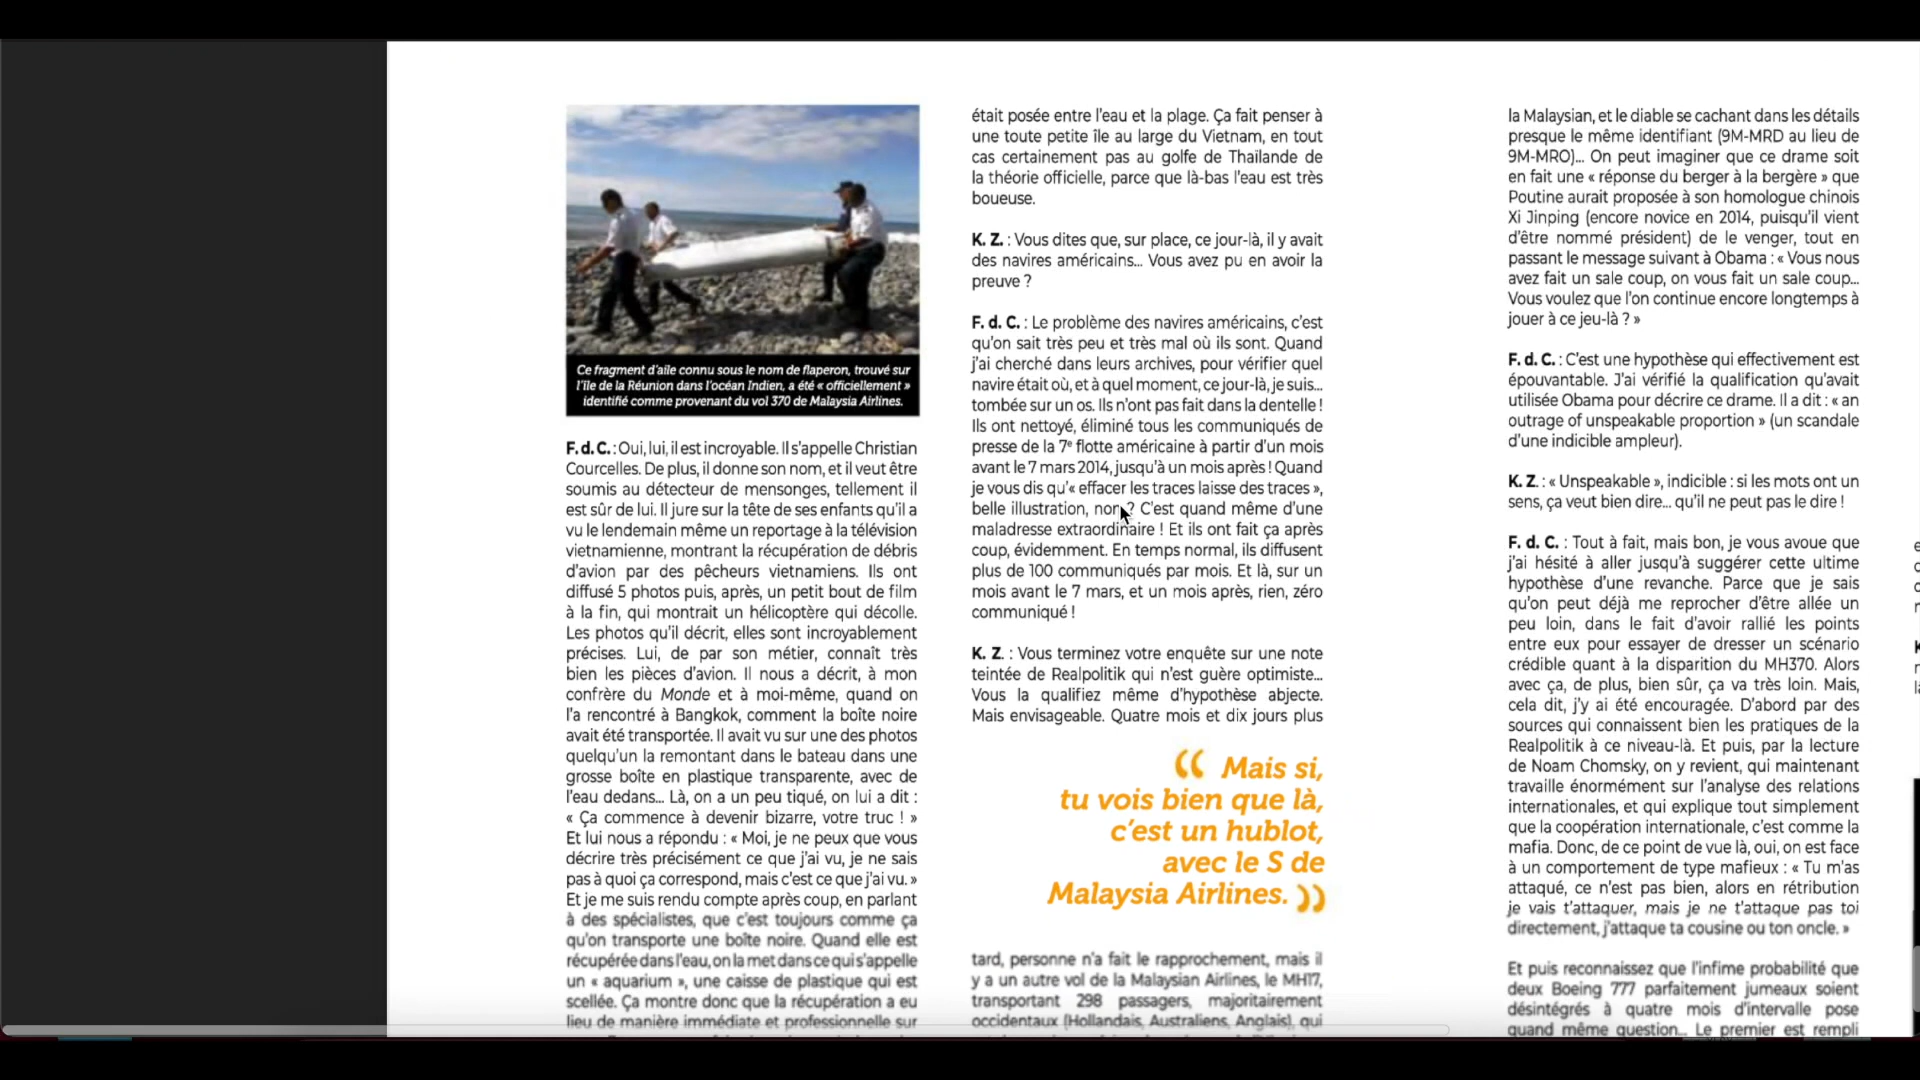 Ce fragment d'aile connu sous le nom de flaperon, trouvé sur
l'île de la Réunion dans l'océan Indien, a été « officiellement »
identifié comme provenant du vol 370 de Malaysia Airlines.
F. d. C. : Oui, lui, il est incroyable. Il s'appelle Christian
Courcelles. De plus, il donne son nom, et il veut être
soumis au détecteur de mensonges, tellement il
est sûr de lui. Il jure sur la tête de ses enfants qu'il a
vu le lendemain même un reportage à la télévision
vietnamienne, montrant la récupération de débris
d'avion par des pêcheurs vietnamiens. Ils ont
diffusé 5 photos puis, après, un petit bout de film
à la fin, qui montrait un hélicoptère qui décolle.
Les photos qu'il décrit, elles sont incroyablement
précises. Lui, de par son métier, connaît très
bien les pièces d'avion. Il nous a décrit, à mon
confrère du Monde et à moi-même, quand on
l'a rencontré à Bangkok, comment la boîte noire
avait été transportée. Il avait vu sur une des photos
quelqu'un la remontant dans le bateau dans une
grosse boîte en plastique transparente, avec de
l'eau dedans... Là, on a un peu tiqué, on lui a dit :
« Ça commence à devenir bizarre, votre truc ! »
Et lui nous a répondu : « Moi, je ne peux que vous
décrire très précisément ce que j'ai vu, je ne sais
pas à quoi ça correspond, mais c'est ce que j'ai vu. »
Et je me suis rendu compte après coup, en parlant
à des spécialistes, que c'est toujours comme ça
qu'on transporte une boîte noire. Quand elle est
récupérée dans l'eau, on la met dans ce qui s'appelle
un « aquarium », une caisse de plastique qui est
scellée. Ça montre donc que la récupération a eu
lieu de manière immédiate et professionnelle sur
était posée entre l'eau et la plage. Ça fait penser à
une toute petite île au large du Vietnam, en tout
cas certainement pas au golfe de Thaïlande de
la théorie officielle, parce que là-bas l'eau est très
boueuse.
K. Z. : Vous dites que, sur place, ce jour-là, il y avait
des navires américains... Vous avez pu en avoir la
preuve ?
F. d. C. : Le problème des navires américains, c'est
qu'on sait très peu et très mal où ils sont. Quand
j'ai cherché dans leurs archives, pour vérifier quel
navire était où, et à quel moment, ce jour-là, je suis...
tombée sur un os. Ils n'ont pas fait dans la dentelle !
Ils ont nettoyé, éliminé tous les communiqués de
presse de la 7e flotte américaine à partir d'un mois
avant le 7 mars 2014, jusqu'à un mois après ! Quand
je vous dis qu'« effacer les traces laisse des traces »,
belle illustration, non ? C'est quand même d'une
maladresse extraordinaire ! Et ils ont fait ça après
coup, évidemment. En temps normal, ils diffusent
plus de 100 communiqués par mois. Et là, sur un
mois avant le 7 mars, et un mois après, rien, zéro
communiqué !
K. Z. : Vous terminez votre enquête sur une note
teintée de Realpolitik qui n'est guère optimiste...
Vous la qualifiez même d'hypothèse abjecte.
Mais envisageable. Quatre mois et dix jours plus
“ Mais si,
tu vois bien que là,
c'est un hublot,
avec le S de
Malaysia Airlines. ”
tard, personne n'a fait le rapprochement, mais il
y a un autre vol de la Malaysian Airlines, le MH17,
transportant 298 passagers, majoritairement
occidentaux (Hollandais, Australiens, Anglais), qui
la Malaysian, et le diable se cachant dans les détails
presque le même identifiant (9M-MRD au lieu de
9M-MRO)... On peut imaginer que ce drame soit
en fait une « réponse du berger à la bergère » que
Poutine aurait proposée à son homologue chinois
Xi Jinping (encore novice en 2014, puisqu'il vient
d'être nommé président) de le venger, tout en
passant le message suivant à Obama : « Vous nous
avez fait un sale coup, on vous fait un sale coup...
Vous voulez que l'on continue encore longtemps à
jouer à ce jeu-là ? »
F. d. C. : C'est une hypothèse qui effectivement est
épouvantable. J'ai vérifié la qualification qu'avait
utilisée Obama pour décrire ce drame. Il a dit : « an
outrage of unspeakable proportion » (un scandale
d'une indicible ampleur).
K. Z. : « Unspeakable », indicible : si les mots ont un
sens, ça veut bien dire... qu'il ne peut pas le dire !
F. d. C. : Tout à fait, mais bon, je vous avoue que
j'ai hésité à aller jusqu'à suggérer cette ultime
hypothèse d'une revanche. Parce que je sais
qu'on peut déjà me reprocher d'être allée un
peu loin, dans le fait d'avoir rallié les points
entre eux pour essayer de dresser un scénario
crédible quant à la disparition du MH370. Alors
avec ça, de plus, bien sûr, ça va très loin. Mais,
cela dit, j'y ai été encouragée. D'abord par des
sources qui connaissent bien les pratiques de la
Realpolitik à ce niveau-là. Et puis, par la lecture
de Noam Chomsky, on y revient, qui maintenant
travaille énormément sur l'analyse des relations
internationales, et qui explique tout simplement
que la coopération internationale, c'est comme la
mafia. Donc, de ce point de vue là, oui, on est face
à un comportement de type mafieux : « Tu m'as
attaqué, ce n'est pas bien, alors en rétribution
je vais t'attaquer, mais je ne t'attaque pas toi
directement, j'attaque ta cousine ou ton oncle. »
Et puis reconnaissez que l'infime probabilité que
deux Boeing 777 parfaitement jumeaux soient
désintégrés à quatre mois d'intervalle pose
quand même question... Le premier est rempli